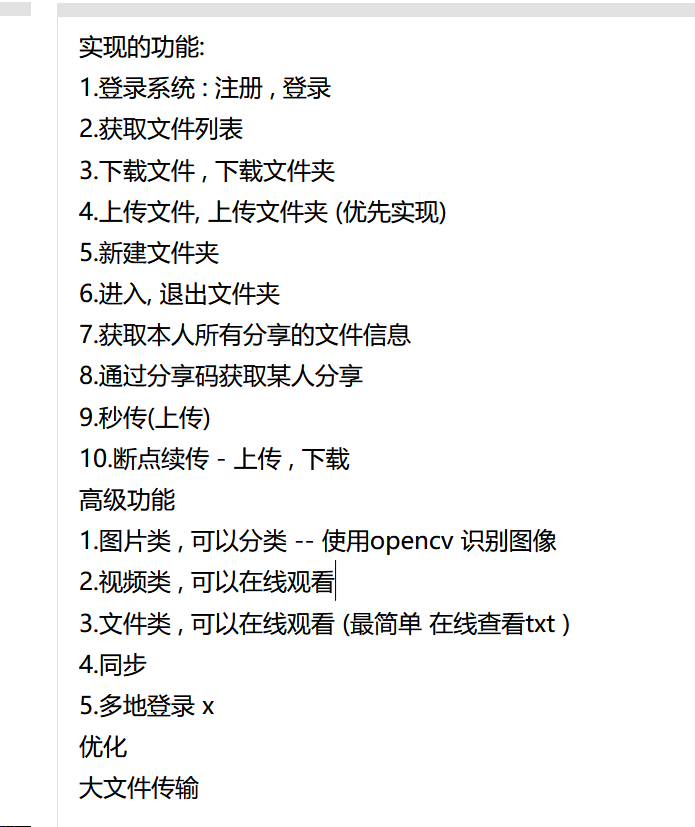 实现的功能:
1.登录系统 : 注册 , 登录
2.获取文件列表
3.下载文件 , 下载文件夹
4.上传文件, 上传文件夹 (优先实现)
5.新建文件夹
6.进入, 退出文件夹
7.获取本人所有分享的文件信息
8.通过分享码获取某人分享
9.秒传(上传)
10.断点续传 - 上传 , 下载
高级功能
1.图片类 , 可以分类 -- 使用opencv 识别图像
2.视频类 , 可以在线观看
3.文件类 , 可以在线观看 (最简单 在线查看txt )
4.同步
5.多地登录 x
优化
大文件传输